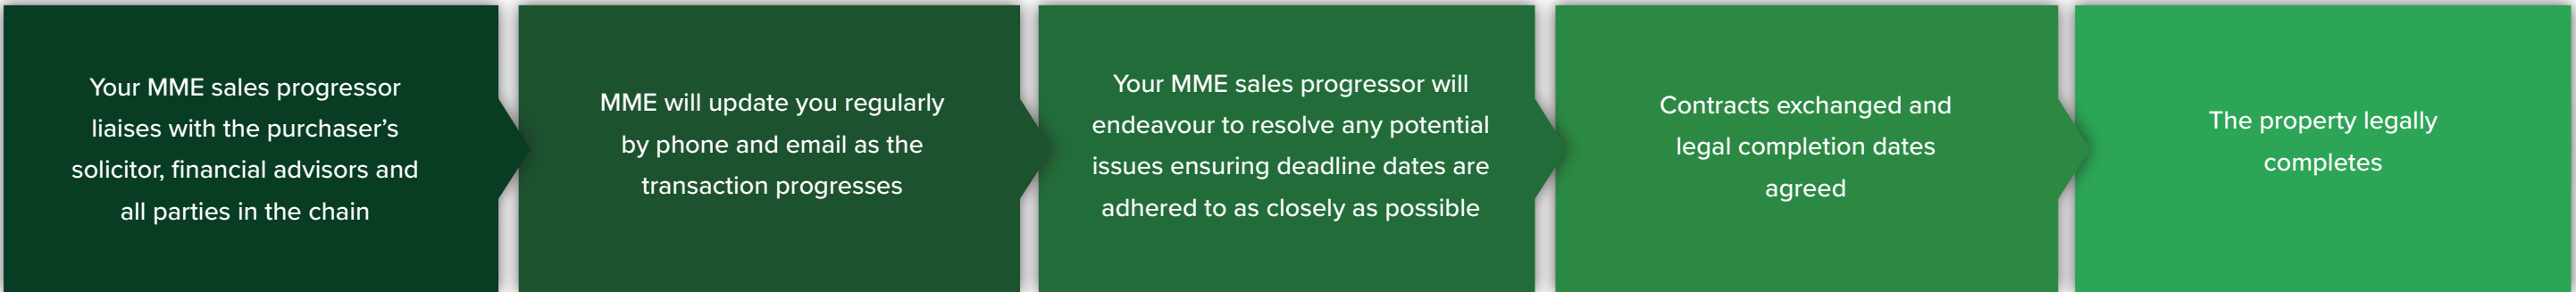 Your MME sales progressor
liaises with the purchaser’s
solicitor, financial advisors and
all parties in the chain
MME will update you regularly
by phone and email as the
transaction progresses
Your MME sales progressor will
endeavour to resolve any potential
issues ensuring deadline dates are
adhered to as closely as possible
Contracts exchanged and
legal completion dates
agreed
The property legally
completes